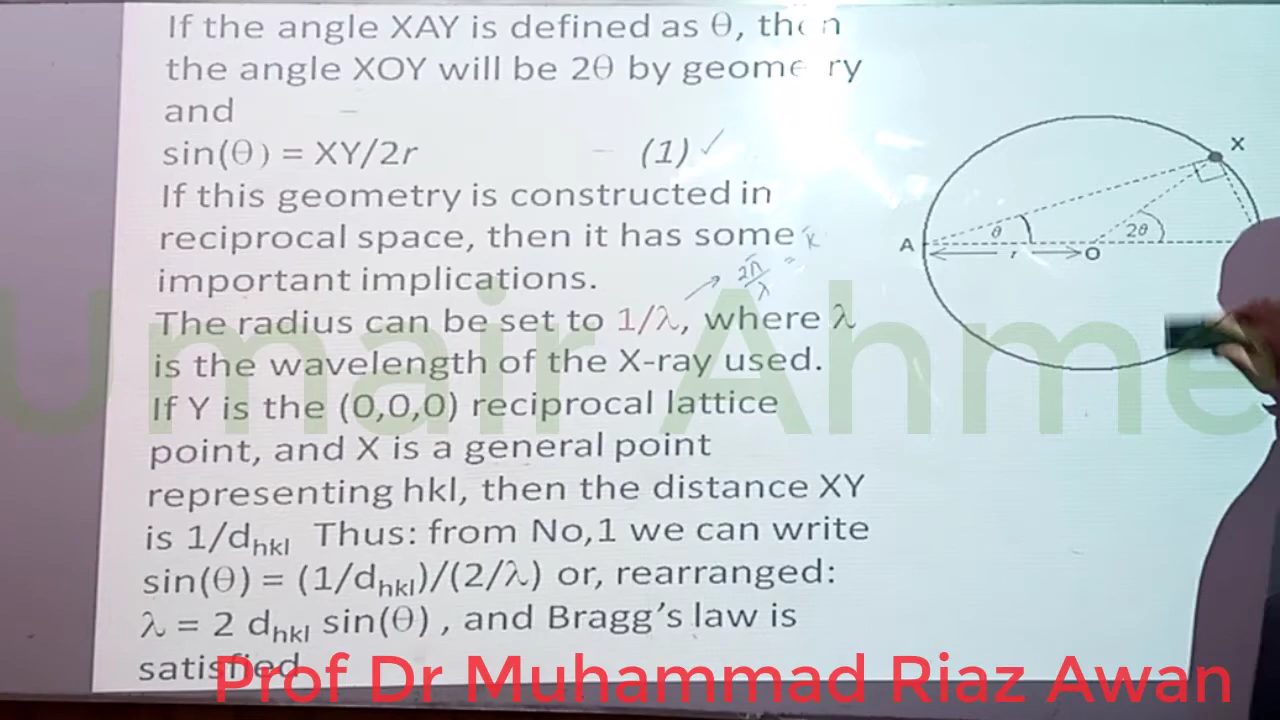 If the angle XAY is defined as θ, then
the angle XOY will be 2θ by geome ry
and
sin(θ) = XY/2r (1) ✓
If this geometry is constructed in
reciprocal space, then it has some
important implications.
The radius can be set to 1/λ, where λ
is the wavelength of the X-ray used.
If Y is the (0,0,0) reciprocal lattice
point, and X is a general point
representing hkl, then the distance XY
is 1/dhkl Thus: from No,1 we can write
sin(θ) = (1/dhkl)/(2/λ) or, rearranged:
λ = 2 dhkl sin(θ) , and Bragg's law is
satisfied
→ 2π/λ = k
X
A
θ
2θ
r
O
Umair Ahme
Prof Dr Muhammad Riaz Awan